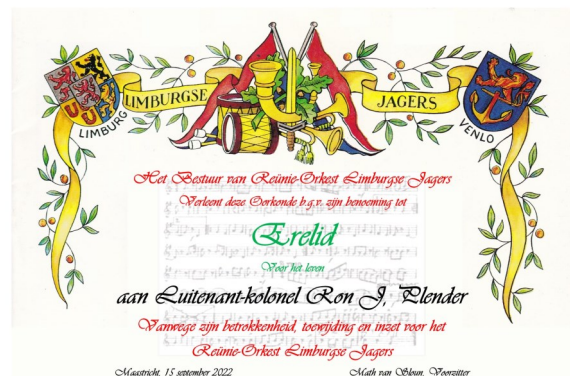 LIMBURGSE JAGERS
LIMBURG VENLO
Het Bestuur van Reünie-Orkest Limburgse Jagers
Verleent deze Oorkonde b.g.v. zijn benoeming tot
Erelid
Voor het leven
aan Luitenant-kolonel Ron J, Plender
Vanwege zijn betrokkenheid, toewijding en inzet voor het
Reünie-Orkest Limburgse Jagers
Maastricht, 15 september 2022 Math van Sloun, Voorzitter